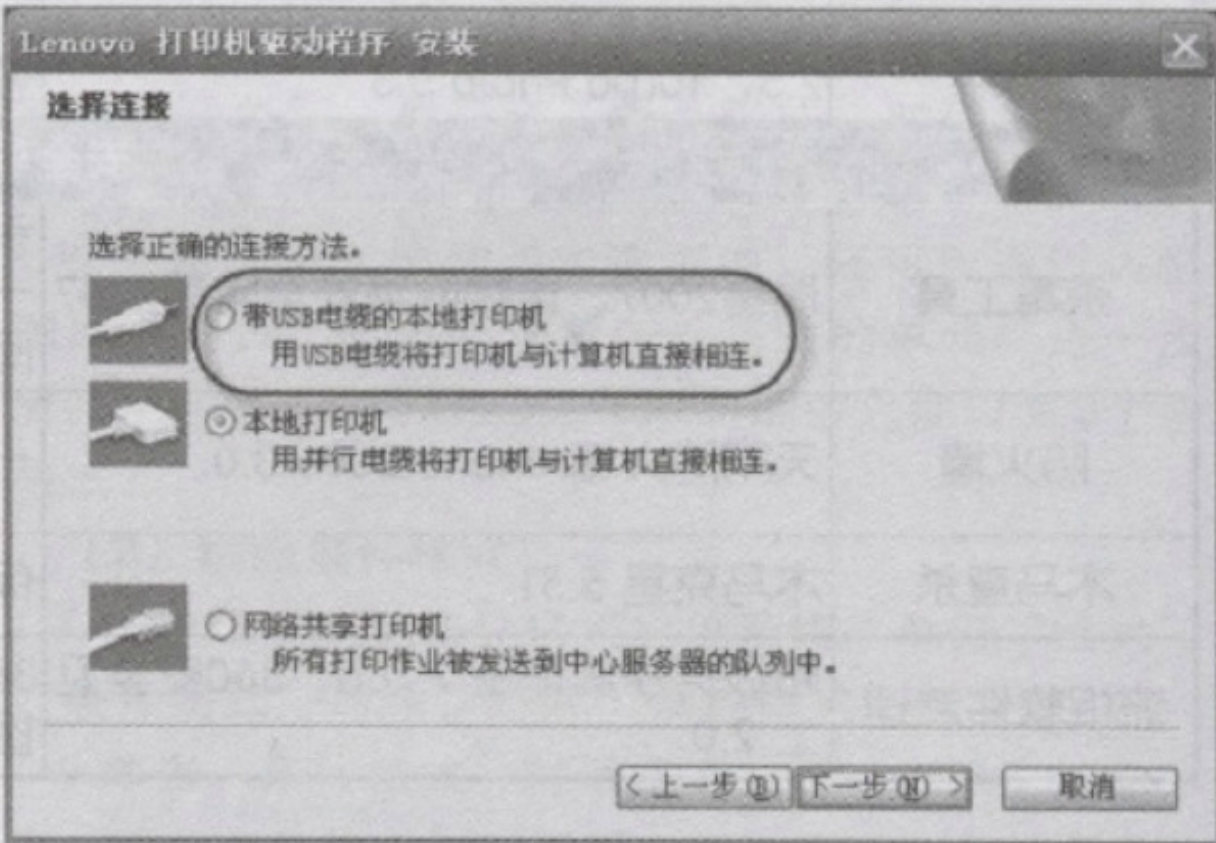 Lenovo 打印机驱动程序 安装
选择连接
选择正确的连接方法。
带USB电缆的本地打印机
用USB电缆将打印机与计算机直接相连。
本地打印机
用并行电缆将打印机与计算机直接相连。
网络共享打印机
所有打印作业被发送到中心服务器的队列中。
< 上一步(B) 下一步(N) > 取消